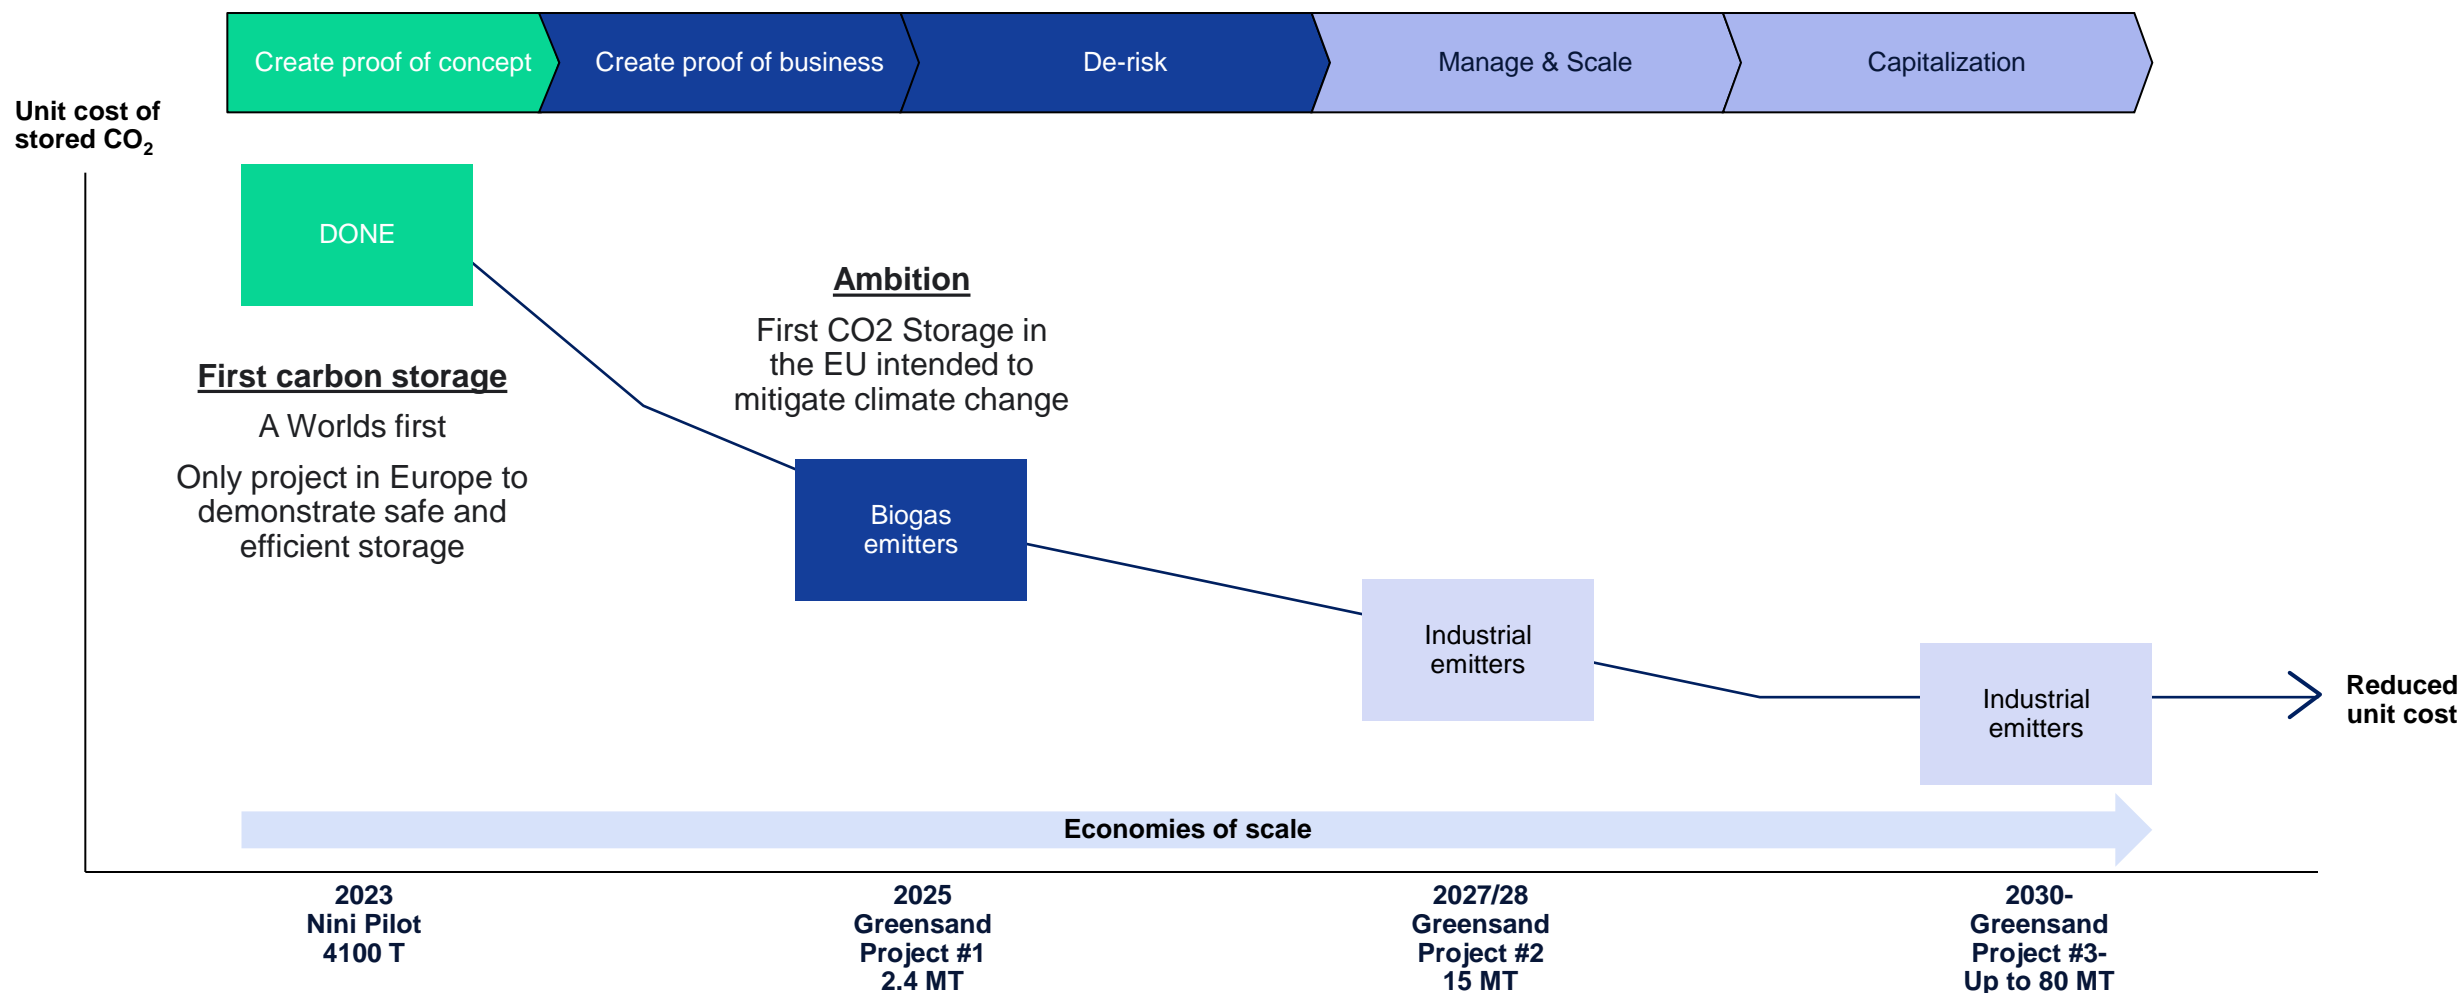 Create proof of concept
Create proof of business
De-risk
Manage & Scale
Capitalization
Unit cost of
stored CO₂
DONE
First carbon storage
A Worlds first
Only project in Europe to
demonstrate safe and
efficient storage
Ambition
First CO2 Storage in
the EU intended to
mitigate climate change
Biogas
emitters
Industrial
emitters
Industrial
emitters
Reduced
unit cost
Economies of scale
2023
Nini Pilot
4100 T
2025
Greensand
Project #1
2.4 MT
2027/28
Greensand
Project #2
15 MT
2030-
Greensand
Project #3-
Up to 80 MT